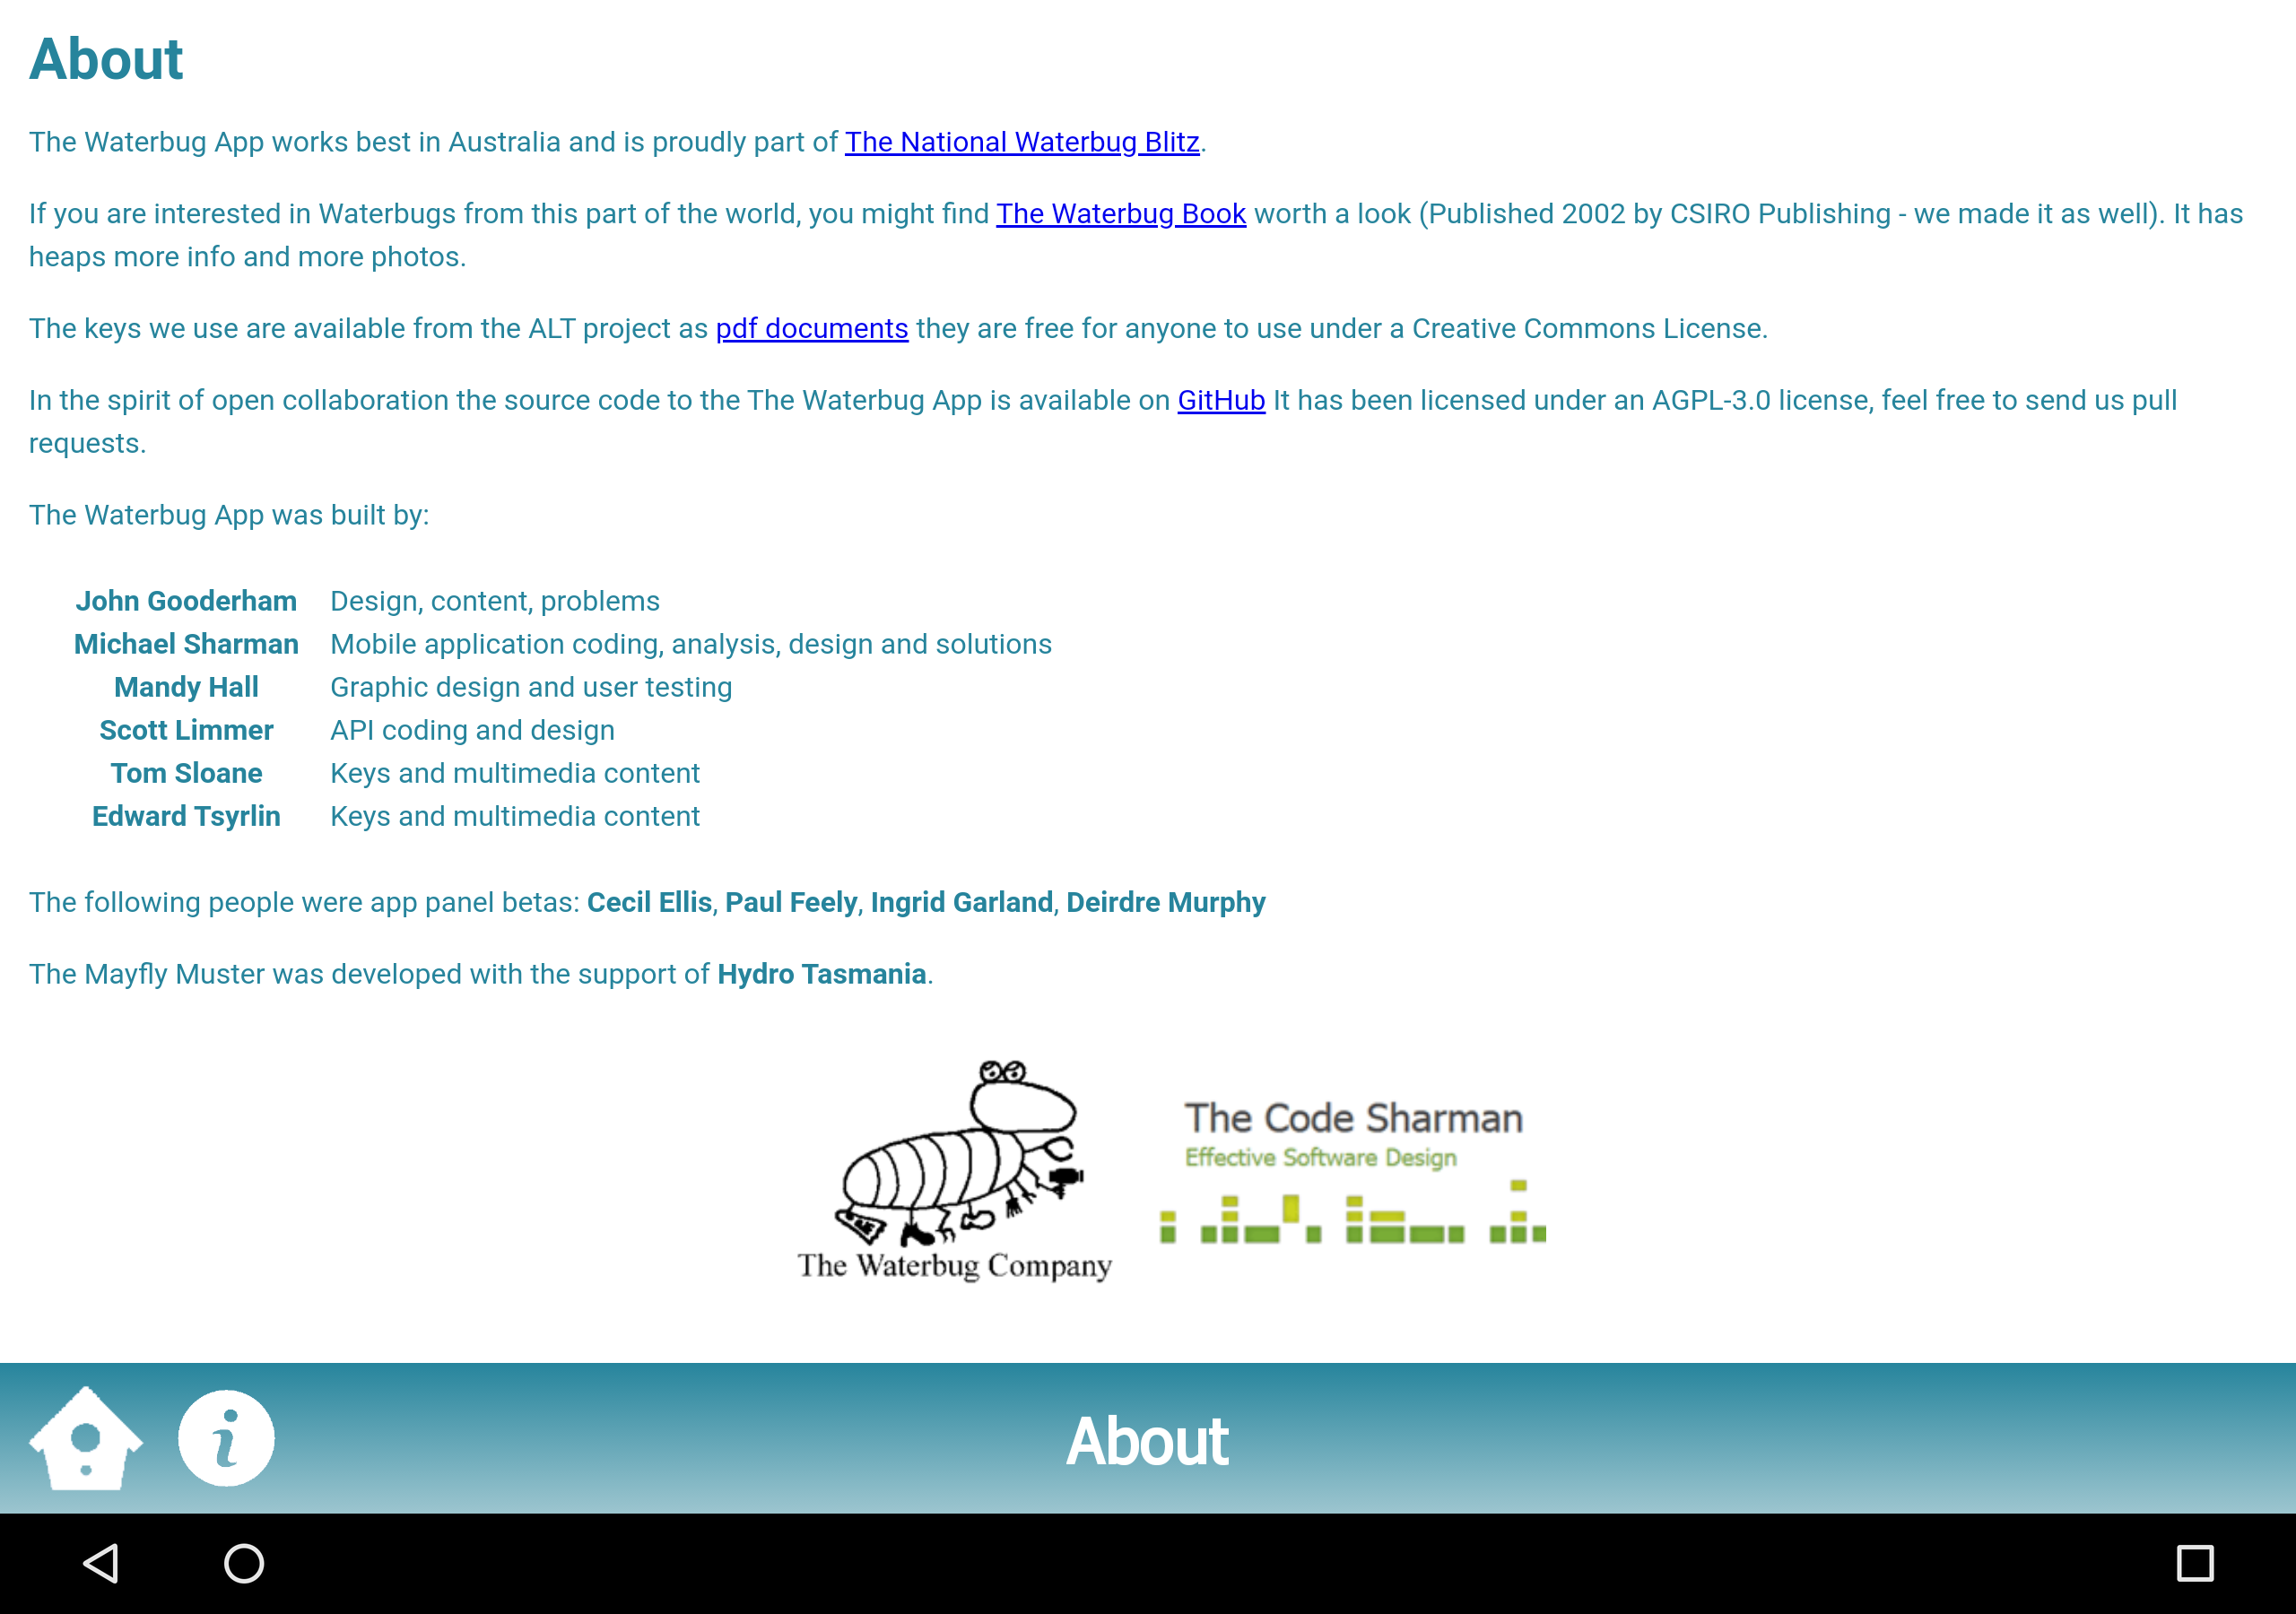 About
The Waterbug App works best in Australia and is proudly part of The National Waterbug Blitz.
If you are interested in Waterbugs from this part of the world, you might find The Waterbug Book worth a look (Published 2002 by CSIRO Publishing - we made it as well). It has
heaps more info and more photos.
The keys we use are available from the ALT project as pdf documents they are free for anyone to use under a Creative Commons License.
In the spirit of open collaboration the source code to the The Waterbug App is available on GitHub It has been licensed under an AGPL-3.0 license, feel free to send us pull
requests.
The Waterbug App was built by:
John Gooderham Design, content, problems
Michael Sharman Mobile application coding, analysis, design and solutions
Mandy Hall Graphic design and user testing
Scott Limmer API coding and design
Tom Sloane Keys and multimedia content
Edward Tsyrlin Keys and multimedia content
The following people were app panel betas: Cecil Ellis, Paul Feely, Ingrid Garland, Deirdre Murphy
The Mayfly Muster was developed with the support of Hydro Tasmania.
The Waterbug Company
The Code Sharman
Effective Software Design
About